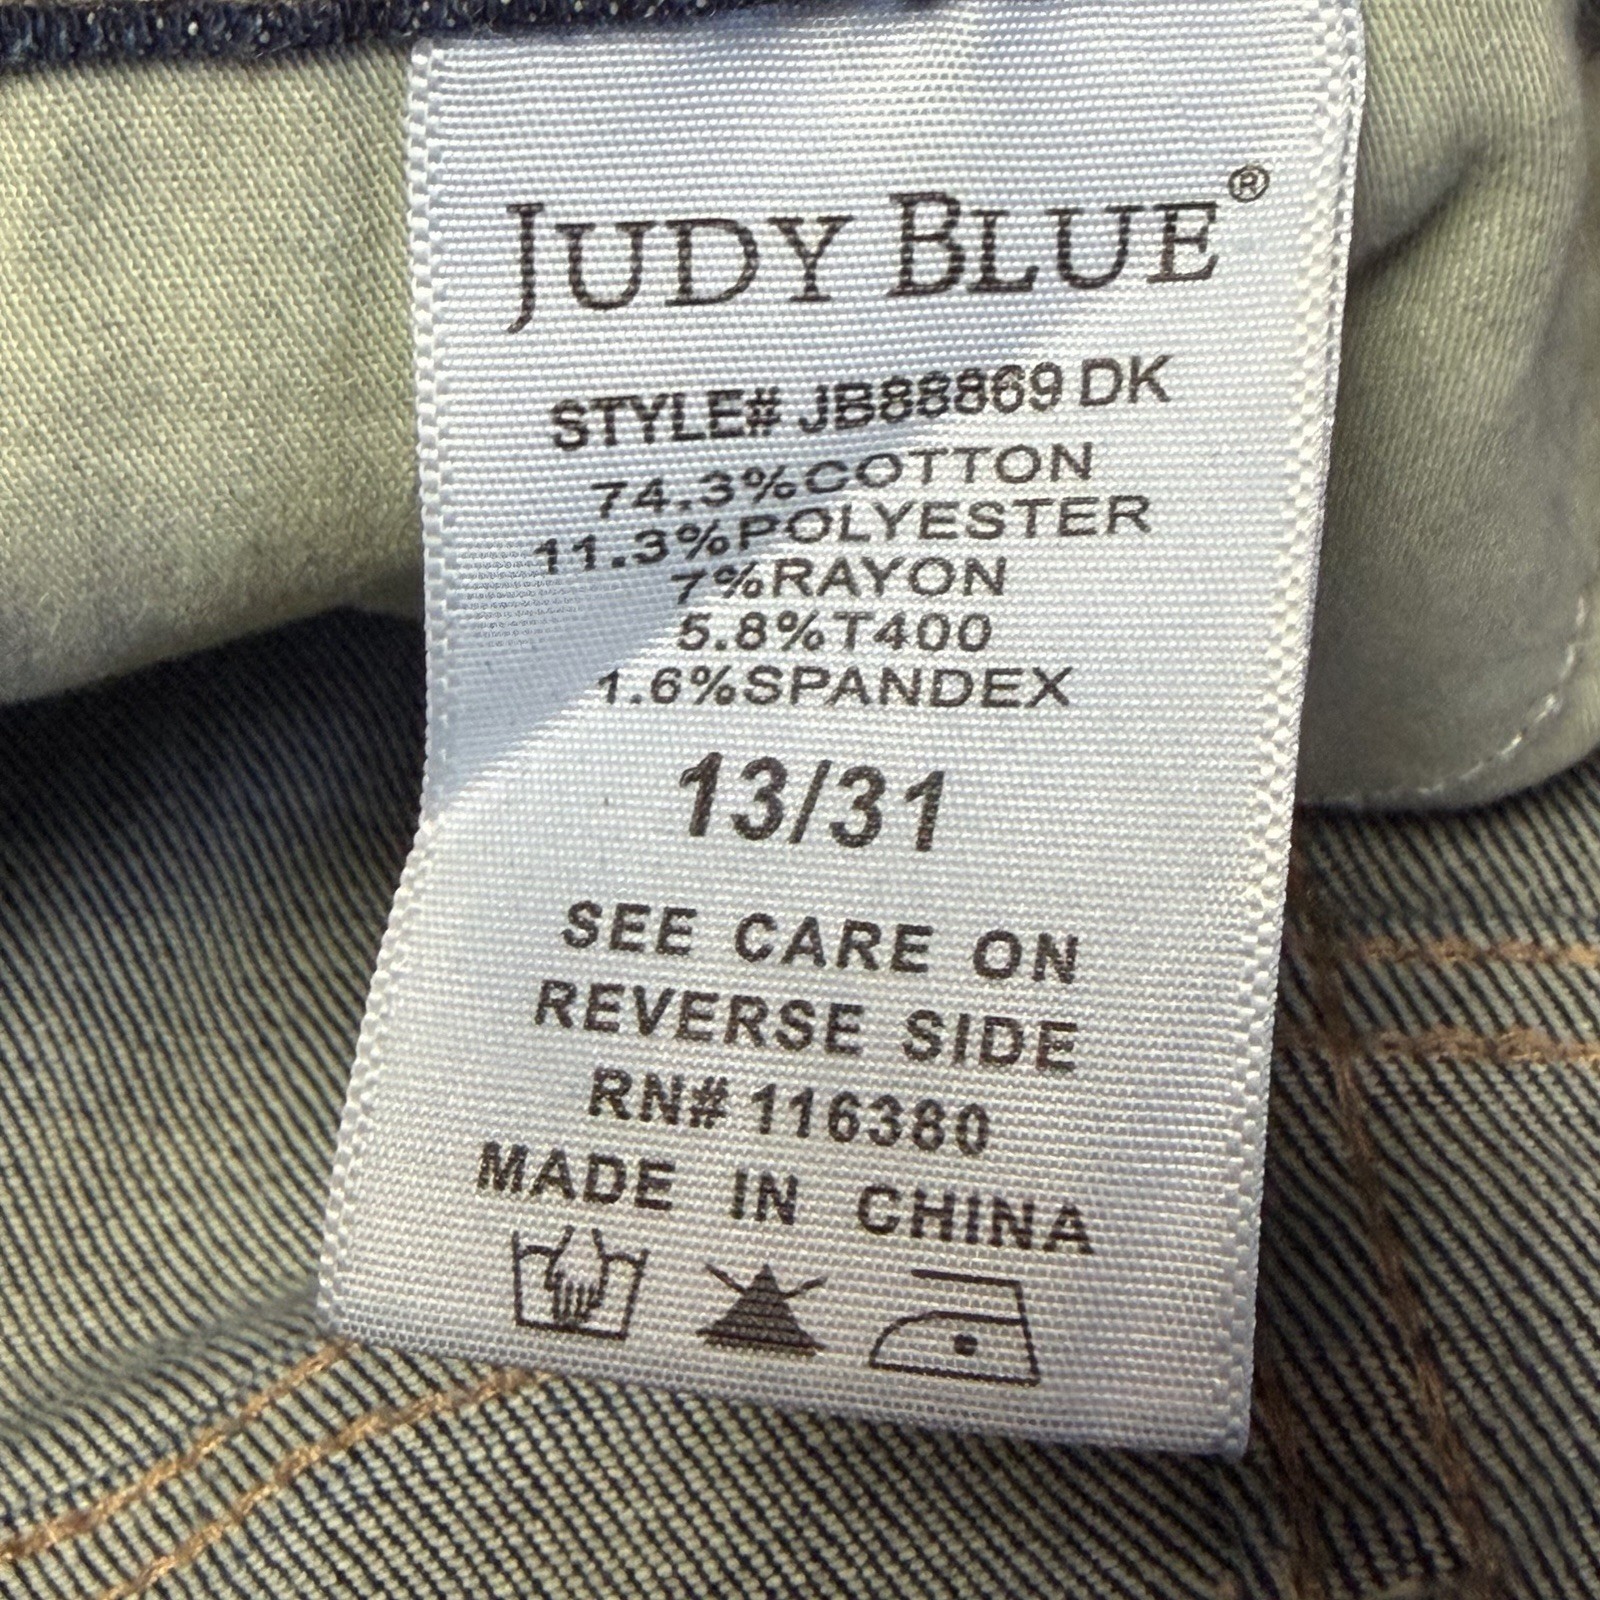 JUDY BLUE®
STYLE# JB88869 DK
74.3%COTTON
11.3%POLYESTER
7%RAYON
5.8%T400
1.6%SPANDEX
13/31
SEE CARE ON
REVERSE SIDE
RN# 116380
MADE IN CHINA